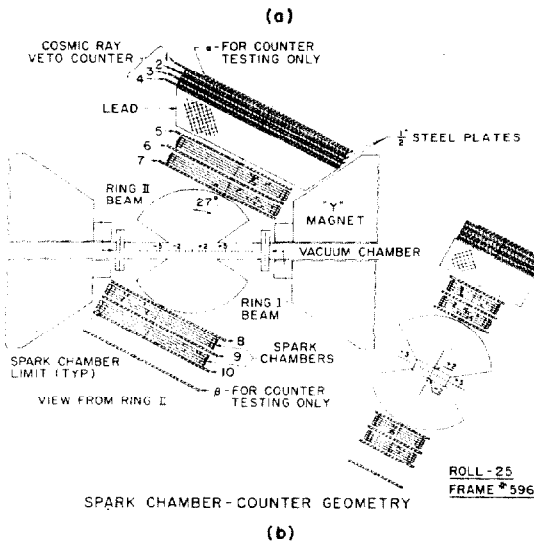 (a)
COSMIC RAY
VETO COUNTER
α-FOR COUNTER
TESTING ONLY
1
2
3
4
LEAD
5
6
7
1/2" STEEL PLATES
RING II
BEAM
27°
"Y"
MAGNET
VACUUM CHAMBER
RING I
BEAM
8
9
10
SPARK
CHAMBERS
SPARK CHAMBER
LIMIT (TYP)
VIEW FROM RING II
β-FOR COUNTER
TESTING ONLY
ROLL-25
FRAME # 596
SPARK CHAMBER-COUNTER GEOMETRY
(b)